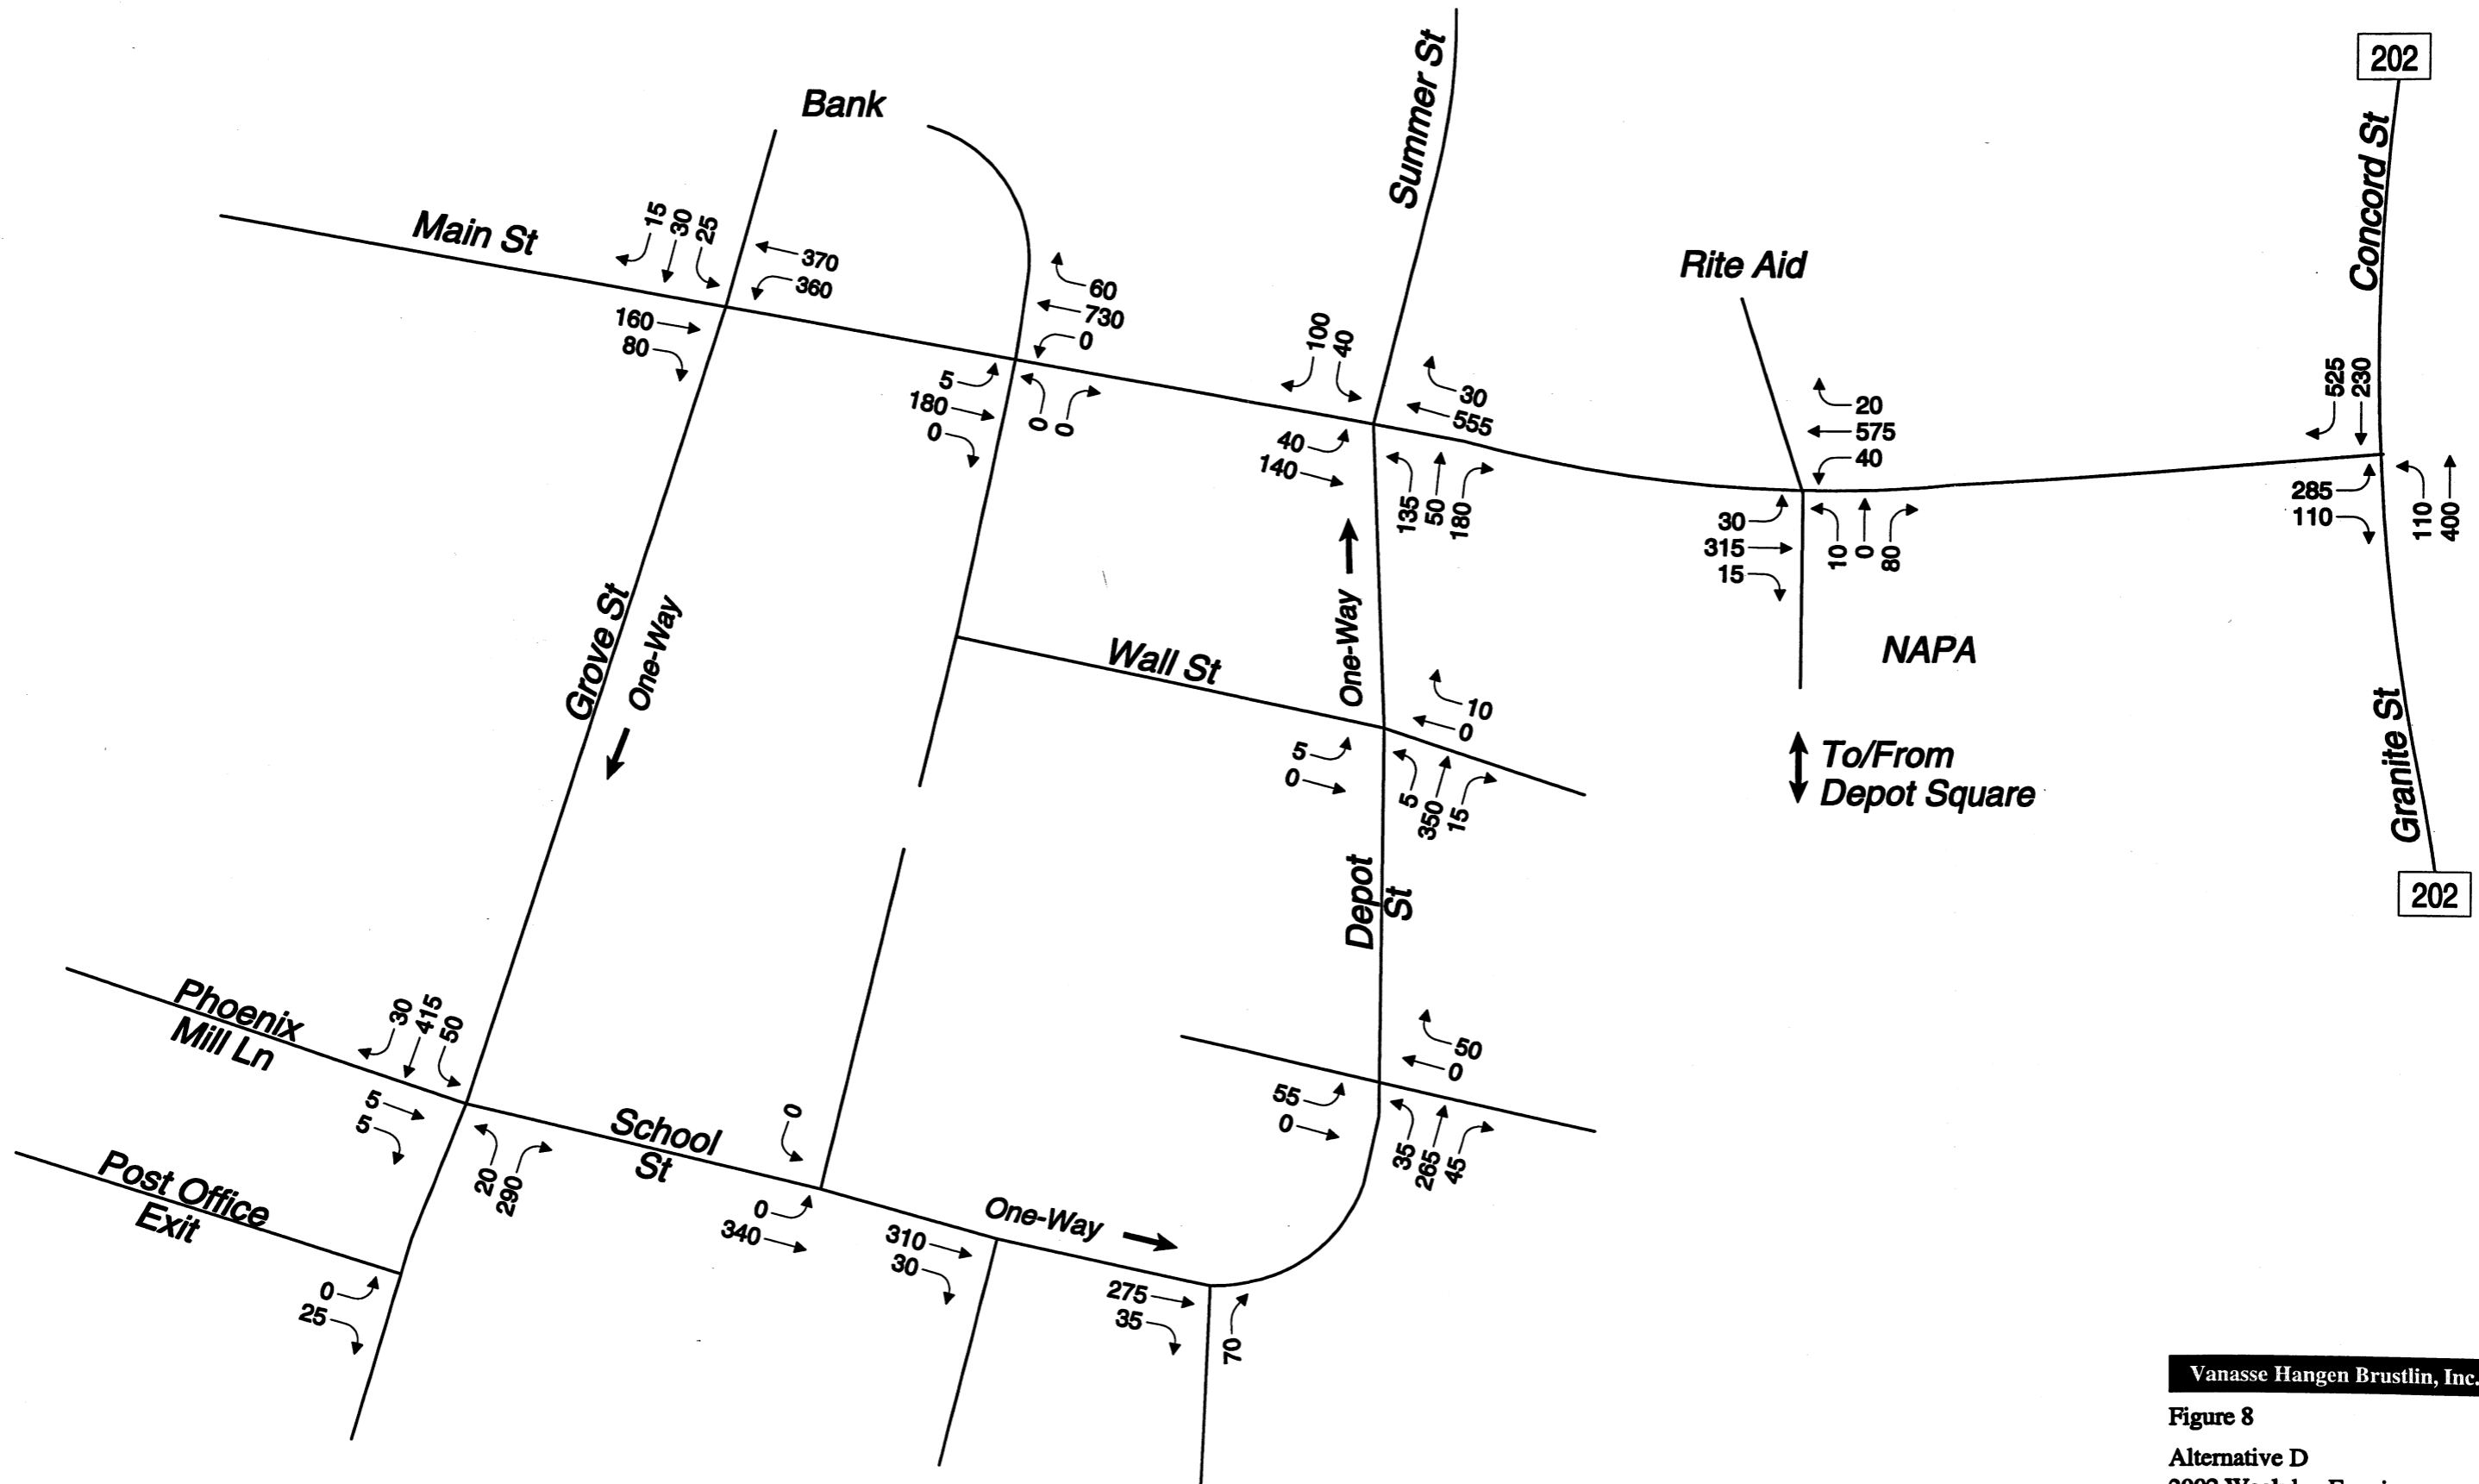 202
Summer St
Concord St
Bank
Main St
15
30
25
370
360
160
80
60
730
0
5
180
0
0
0
100
40
30
555
40
140
135
50
180
Rite Aid
20
575
40
30
315
15
10
0
80
525
230
285
110
110
400
NAPA
To/From
Depot Square
Granite St
202
Grove St
One-Way
Wall St
One-Way
10
0
5
0
5
350
15
Depot
St
Phoenix
Mill Ln
30
415
50
5
5
20
290
Post Office
Exit
0
25
School
St
0
0
340
310
30
One-Way
275
35
70
50
0
55
0
35
265
45
Vanasse Hangen Brustlin, Inc.
Figure 8
Alternative D